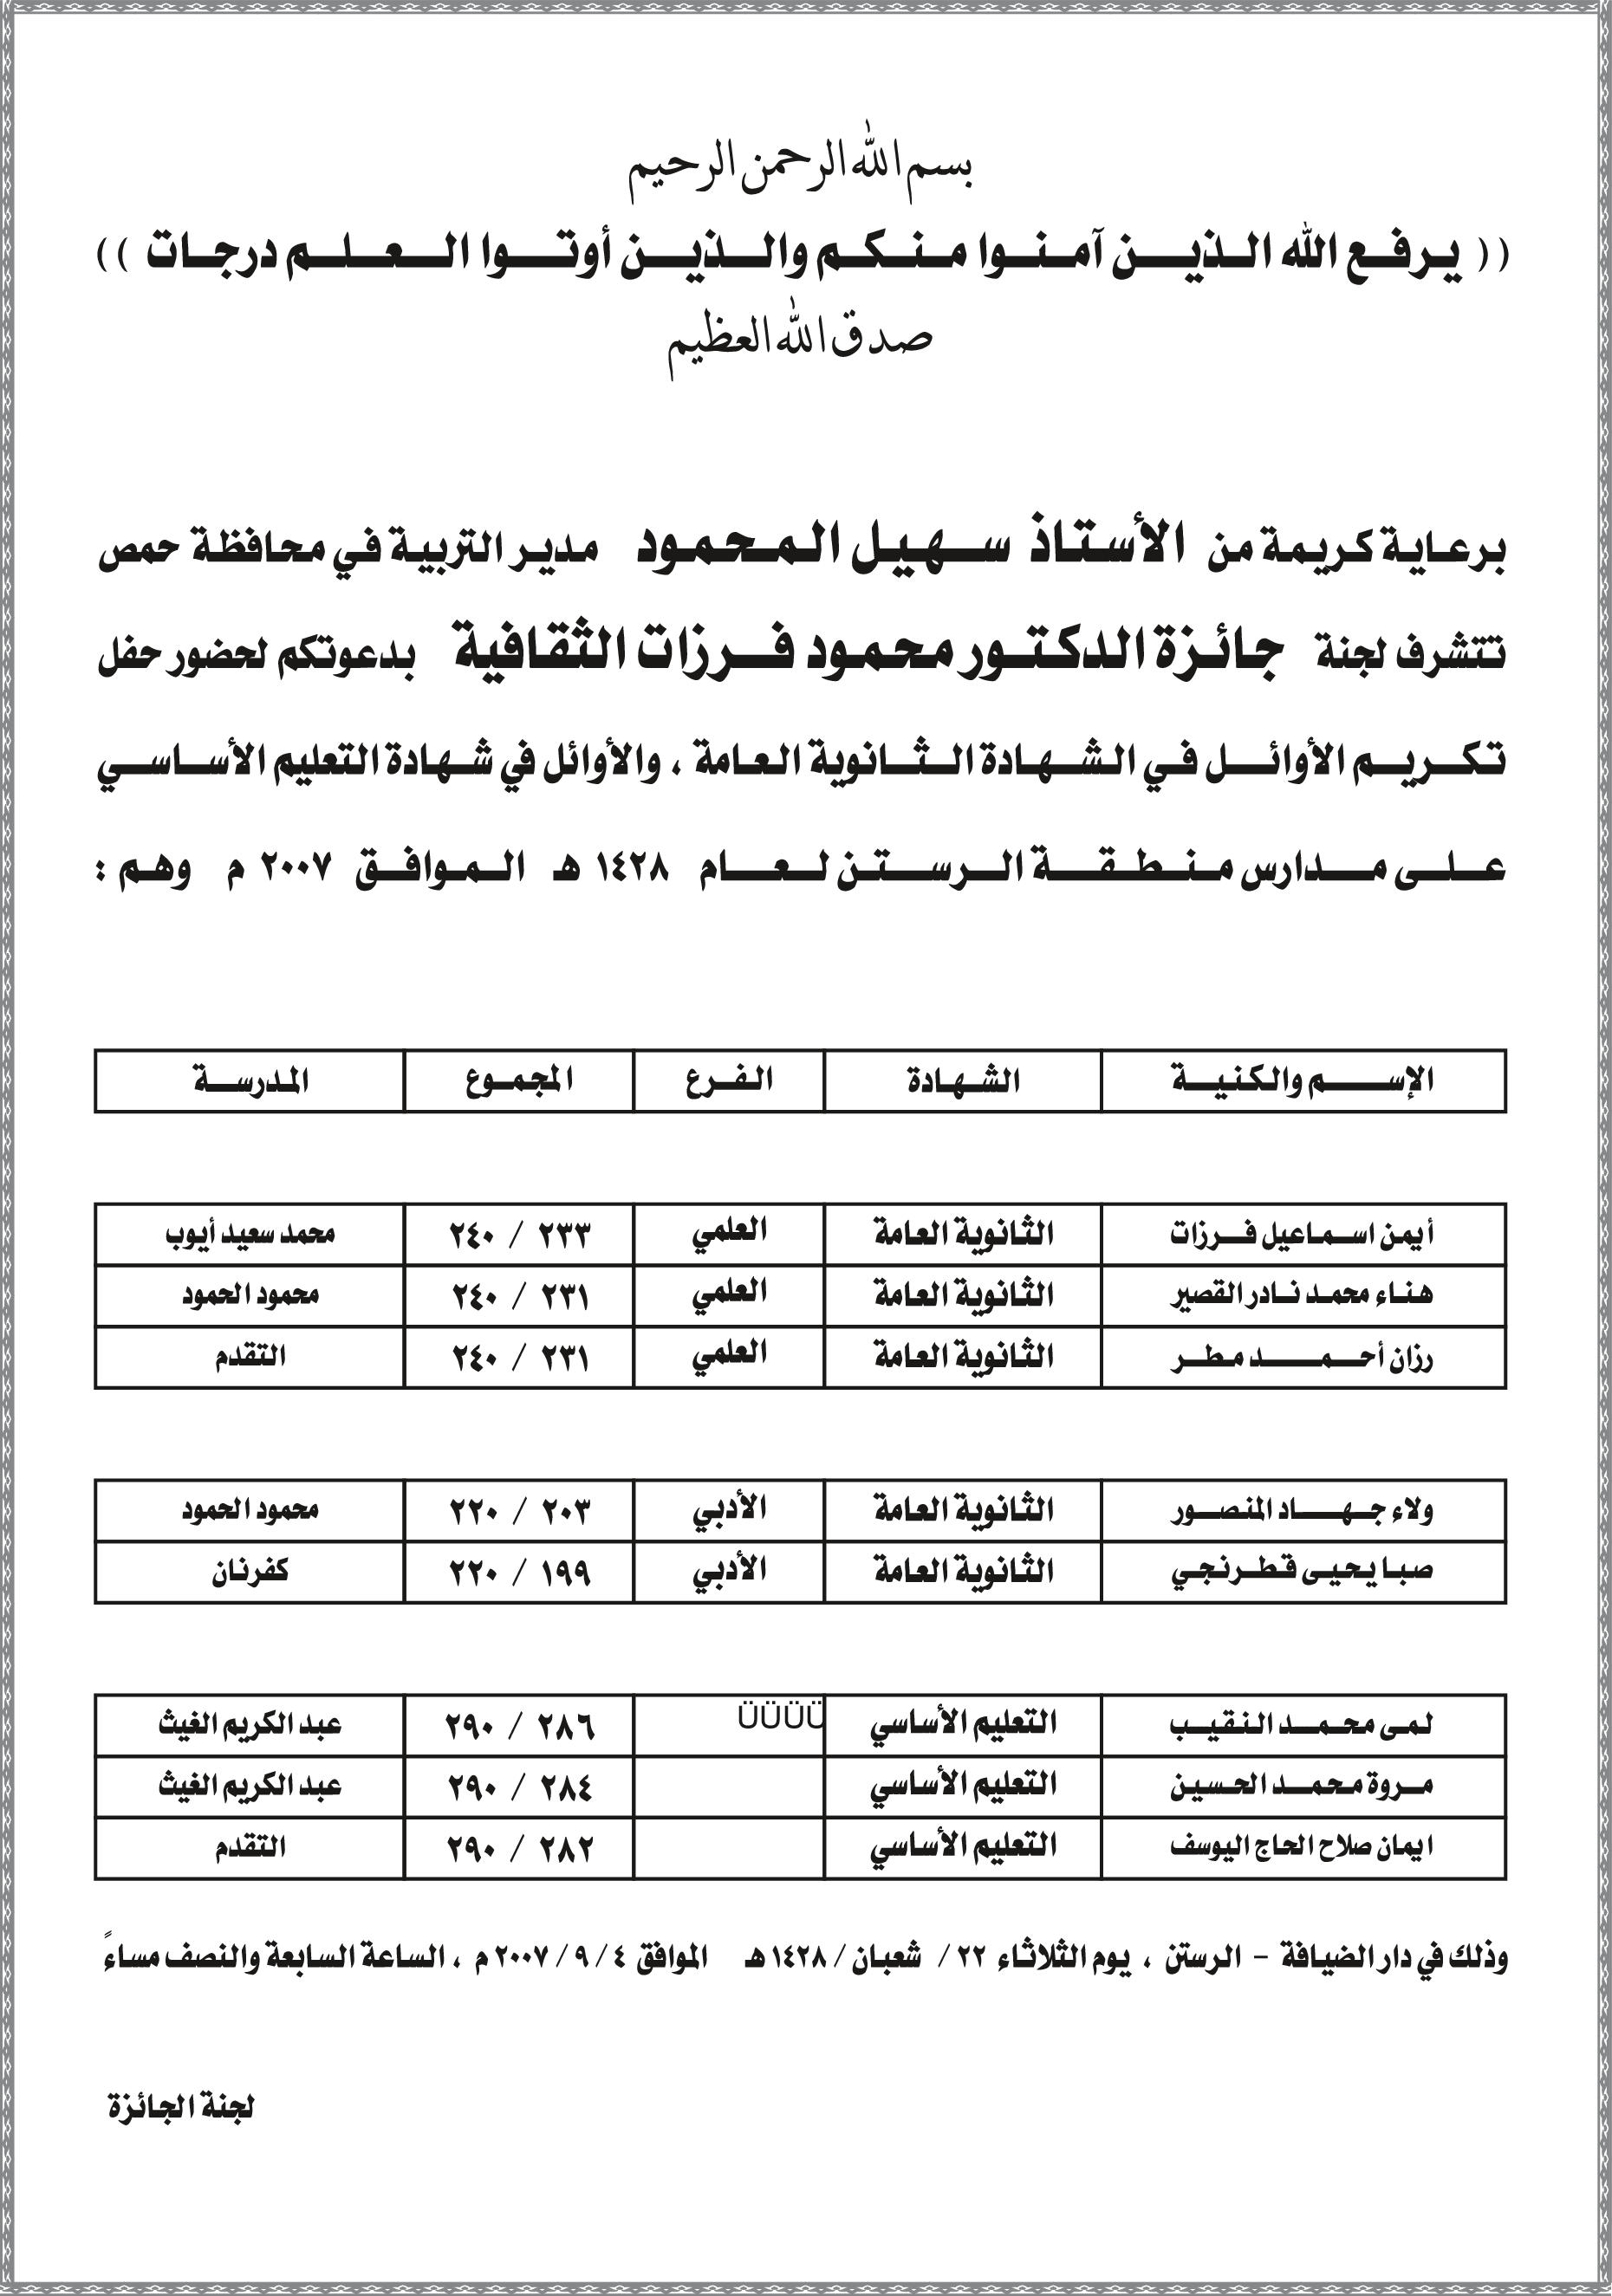 بسم الله الرحمن الرحيم
(( يرفع الله الذين آمنوا منكم والذين أوتوا العلم درجات ))
صدق الله العظيم
برعاية كريمة من الأستاذ سهيل المحمود مدير التربية في محافظة حمص
تتشرف لجنة جائزة الدكتور محمود فرزات الثقافية بدعوتكم لحضور حفل
تكريم الأوائل في الشهادة الثانوية العامة ، والأوائل في شهادة التعليم الأساسي
على مدارس منطقة الرستن لعام ١٤٢٨ هـ الموافق ٢٠٠٧ م وهم :
الإسم والكنية الشهادة الفرع المجموع المدرسة
أيمن اسماعيل فرزات الثانوية العامة العلمي ٢٣٣ / ٢٤٠ محمد سعيد أيوب
هناء محمد نادر القصير الثانوية العامة العلمي ٢٣١ / ٢٤٠ محمود الحمود
رزان أحمد مطر الثانوية العامة العلمي ٢٣١ / ٢٤٠ التقدم
ولاء جهاد المنصور الثانوية العامة الأدبي ٢٠٣ / ٢٢٠ محمود الحمود
صبا يحيى قطرنجي الثانوية العامة الأدبي ١٩٩ / ٢٢٠ كفرنان
لمى محمد النقيب التعليم الأساسي üüüü ٢٨٦ / ٢٩٠ عبد الكريم الغيث
مروة محمد الحسين التعليم الأساسي ٢٨٤ / ٢٩٠ عبد الكريم الغيث
ايمان صلاح الحاج اليوسف التعليم الأساسي ٢٨٢ / ٢٩٠ التقدم
وذلك في دار الضيافة - الرستن ، يوم الثلاثاء ٢٢ / شعبان / ١٤٢٨ هـ الموافق ٤ / ٩ / ٢٠٠٧ م ، الساعة السابعة والنصف مساءً
لجنة الجائزة